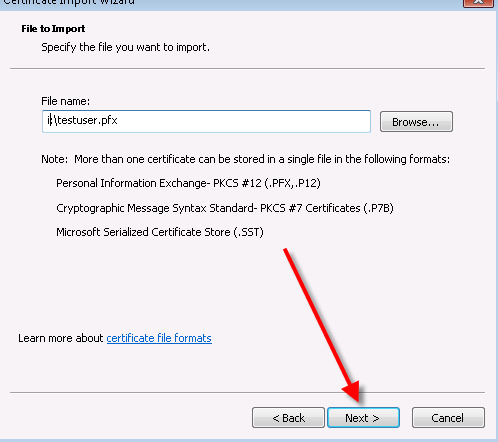 Certificate Import Wizard
File to Import
Specify the file you want to import.
File name:
i:\testuser.pfx
Browse...
Note: More than one certificate can be stored in a single file in the following formats:
Personal Information Exchange- PKCS #12 (.PFX,.P12)
Cryptographic Message Syntax Standard- PKCS #7 Certificates (.P7B)
Microsoft Serialized Certificate Store (.SST)
Learn more about certificate file formats
< Back Next > Cancel